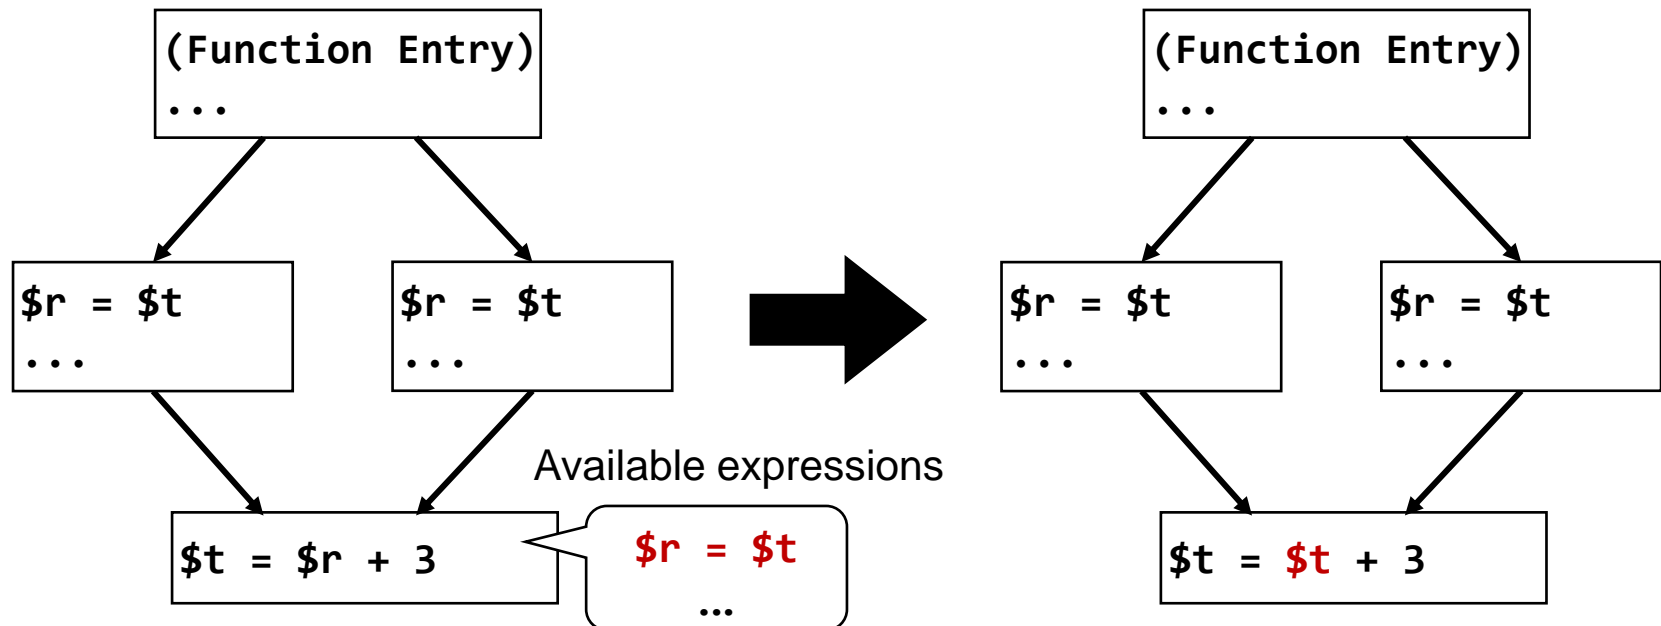 (Function Entry)
...
$r = $t
...
$r = $t
...
Available expressions
$t = $r + 3
$r = $t
...
(Function Entry)
...
$r = $t
...
$r = $t
...
$t = $t + 3